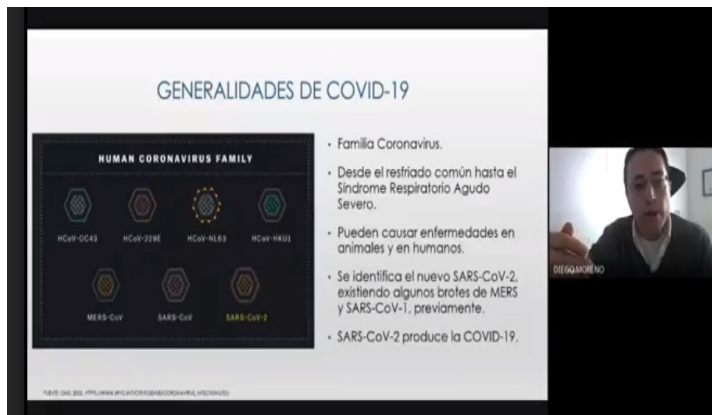 GENERALIDADES DE COVID-19
HUMAN CORONAVIRUS FAMILY
HCoV-OC43 HCoV-229E HCoV-NL63 HCoV-HKU1
MERS-CoV SARS-CoV SARS-CoV-2
• Familia Coronavirus.
• Desde el resfriado común hasta el
Síndrome Respiratorio Agudo
Severo.
• Pueden causar enfermedades en
animales y en humanos.
• Se identifica el nuevo SARS-CoV-2,
existiendo algunos brotes de MERS
y SARS-CoV-1, previamente.
• SARS-CoV-2 produce la COVID-19.
DIEGO MORENO